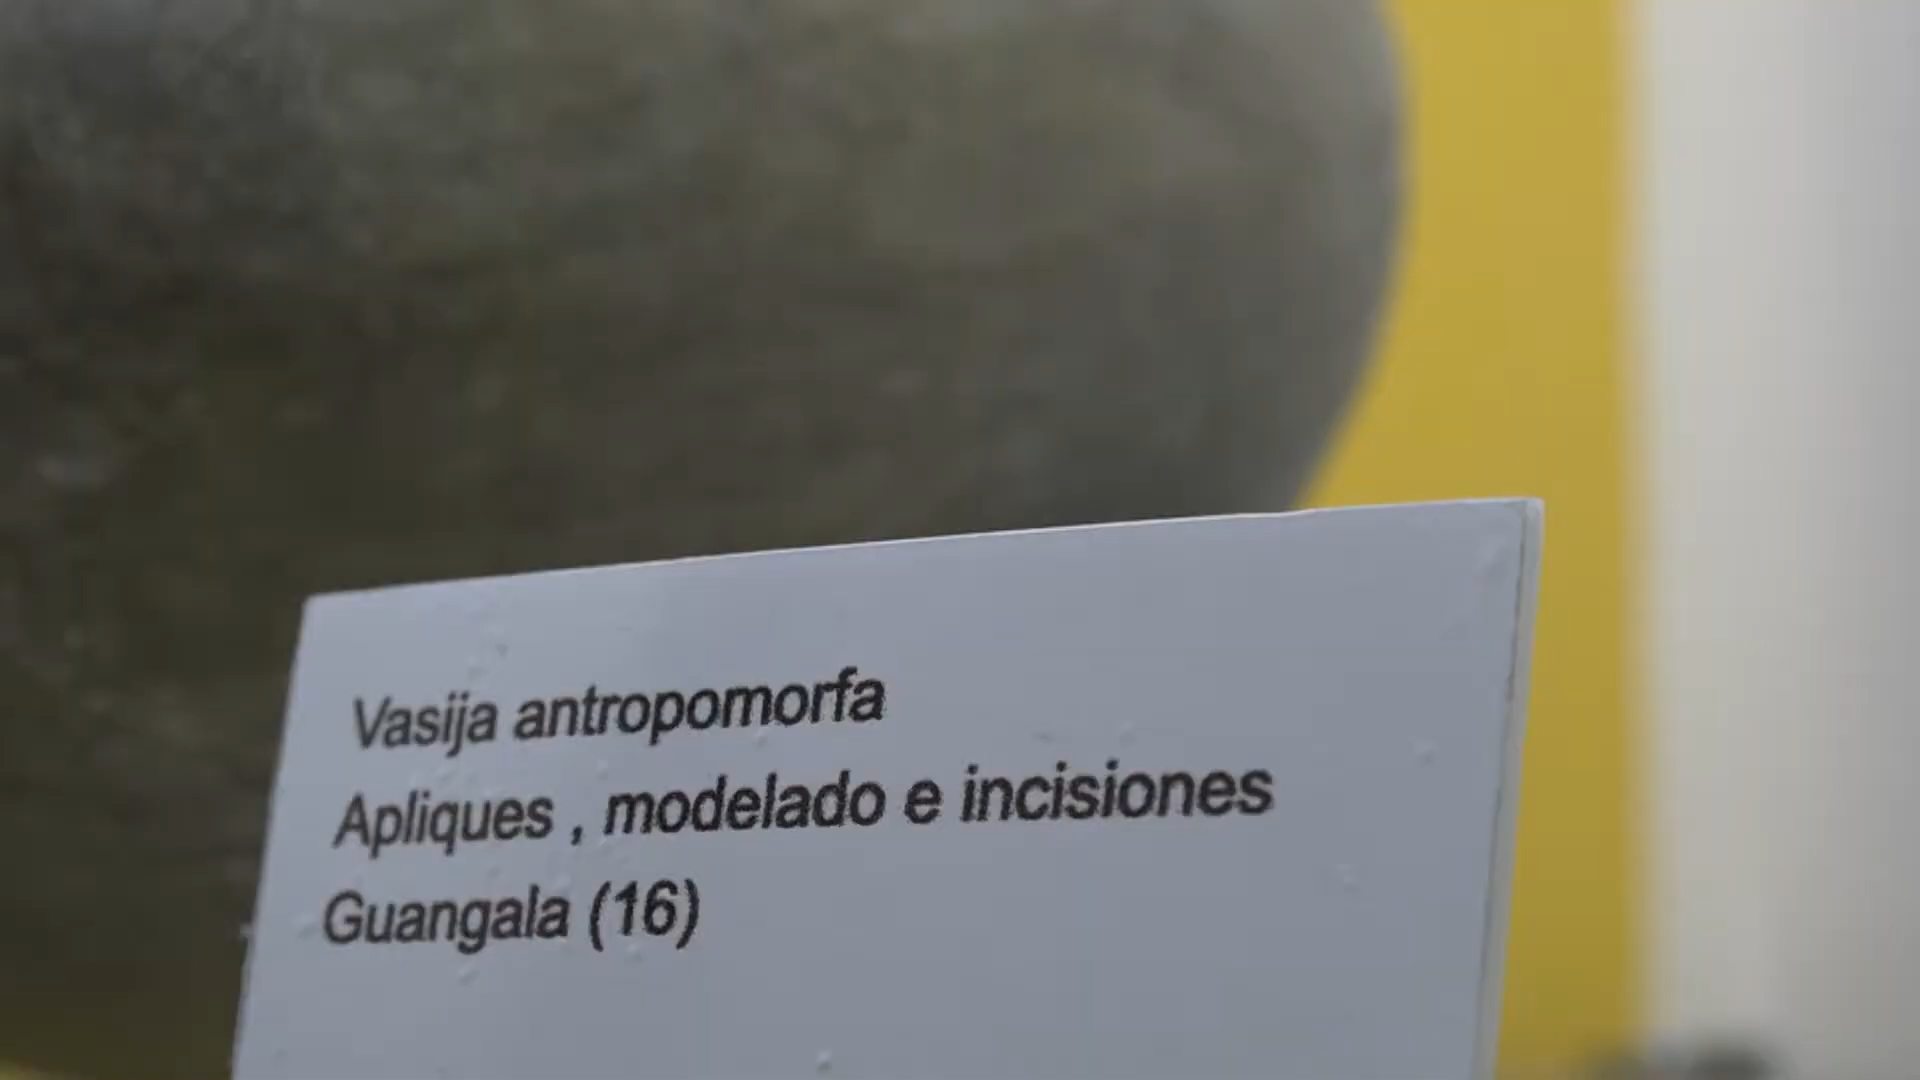 Vasija antropomorfa
Apliques , modelado e incisiones
Guangala (16)